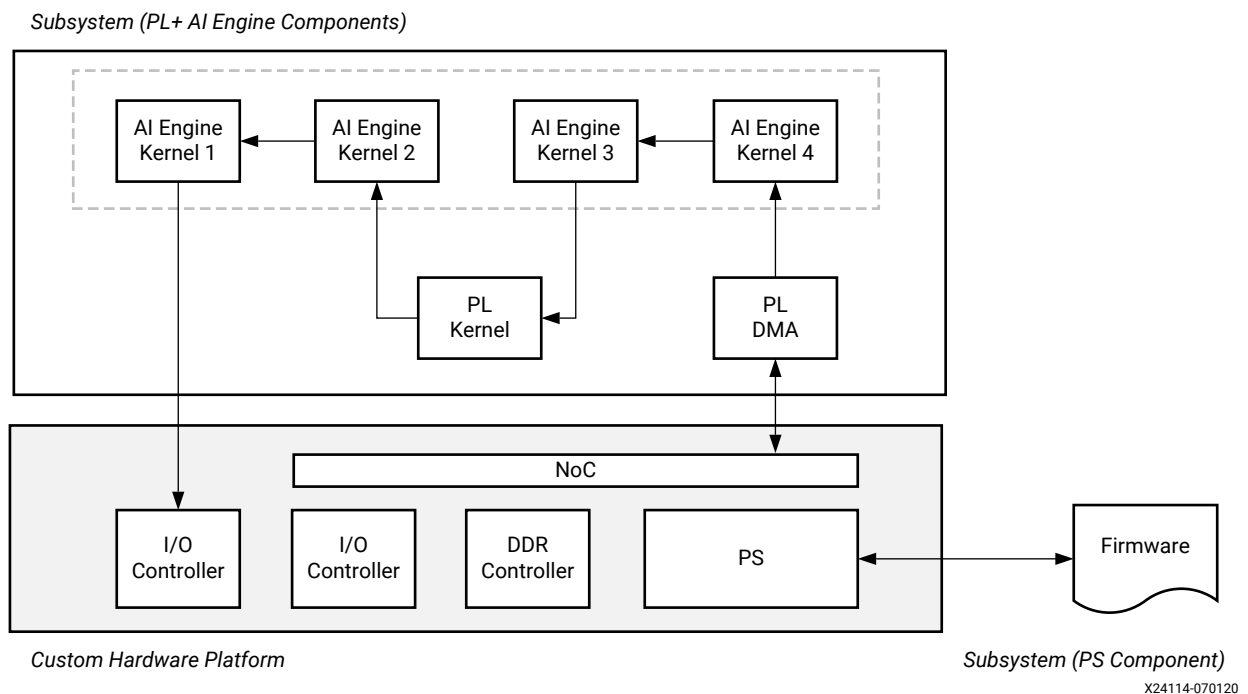 Subsystem (PL+ AI Engine Components)
AI Engine
Kernel 1
AI Engine
Kernel 2
AI Engine
Kernel 3
AI Engine
Kernel 4
PL
Kernel
PL
DMA
NoC
I/O
Controller
I/O
Controller
DDR
Controller
PS
Firmware
Custom Hardware Platform
Subsystem (PS Component)
X24114-070120